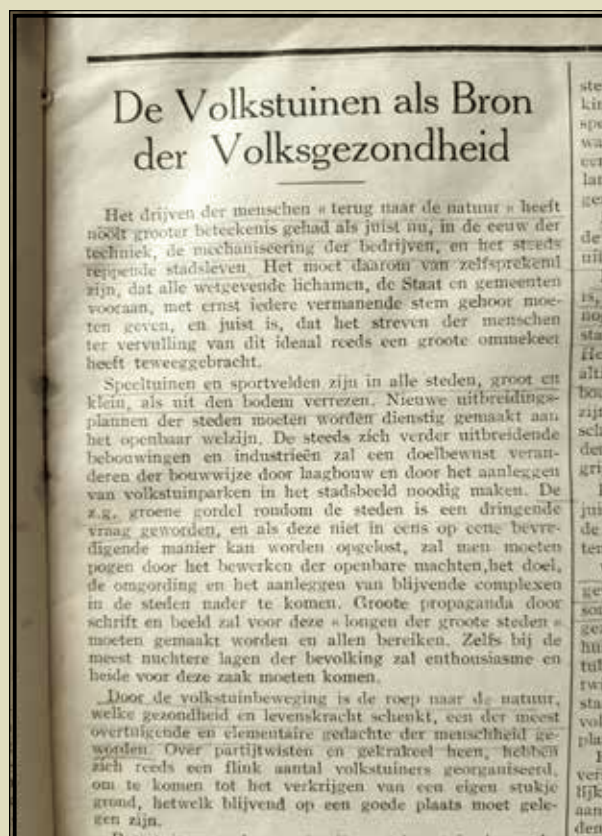 De Volkstuinen als Bron
der Volksgezondheid
Het drijven der menschen « terug naar de natuur » heeft
nooit grooter beteekenis gehad als juist nu, in de eeuw der
techniek, de mechaniseering der bedrijven, en het steeds
reppende stadsleven. Het moet daarom van zelfsprekend
zijn, dat alle wetgevende lichamen, de Staat en gemeenten
vooraan, met ernst iedere vermanende stem gehoor moe-
ten geven, en juist is, dat het streven der menschen
ter vervulling van dit ideaal reeds een groote ommekeer
heeft teweeggebracht.
Speeltuinen en sportvelden zijn in alle steden, groot en
klein, als uit den bodem verrezen. Nieuwe uitbreidings-
plannen der steden moeten worden dienstig gemaakt aan
het openbaar welzijn. De steeds zich verder uitbreidende
bebouwingen en industrieën zal een doelbewust veran-
deren der bouwwijze door laagbouw en door het aanleggen
van volkstuinparken in het stadsbeeld noodig maken. De
z.g. groene gordel rondom de steden is een dringende
vraag geworden, en als deze niet in eens op eene bevre-
digende manier kan worden opgelost, zal men moeten
pogen door het bewerken der openbare machten,het doel,
de omgording en het aanleggen van blijvende complexen
in de steden nader te komen. Groote propaganda door
schrift en beeld zal voor deze « longen der groote steden »
moeten gemaakt worden en allen bereiken. Zelfs bij de
meest nuchtere lagen der bevolking zal enthousiasme en
heide voor deze zaak moeten komen.
Door de volkstuinbeweging is de roep naar de natuur,
welke gezondheid en levenskracht schenkt, een der meest
overtuigende en elementaire gedachte der menschheid ge-
worden. Over partijtwisten en gekrakeel heen, hebben
zich reeds een flink aantal volkstuiners georganiseerd,
om te komen tot het verkrijgen van een eigen stukje
grond, hetwelk blijvend op een goede plaats moet gele-
gen zijn.